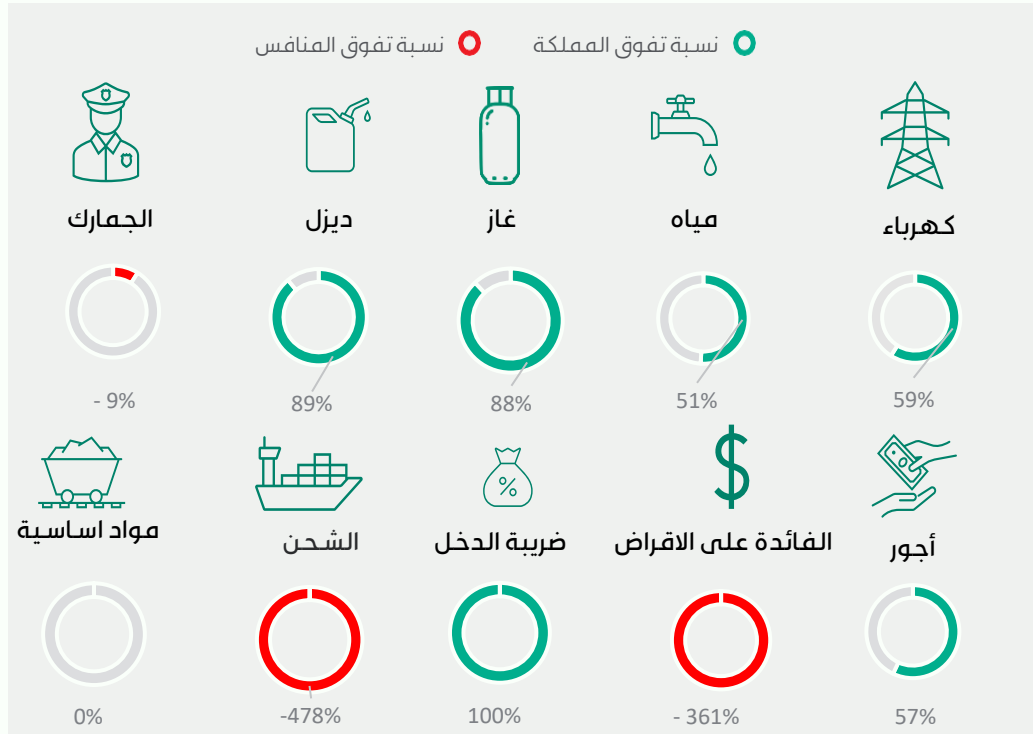 نسبة تفوق المملكة نسبة تفوق المنافس
كهرباء مياه غاز ديزل الجمارك
59% 51% 88% 89% - 9%
أجور الفائدة على الاقراض ضريبة الدخل الشحن مواد اساسية
57% - 361% 100% -478% 0%